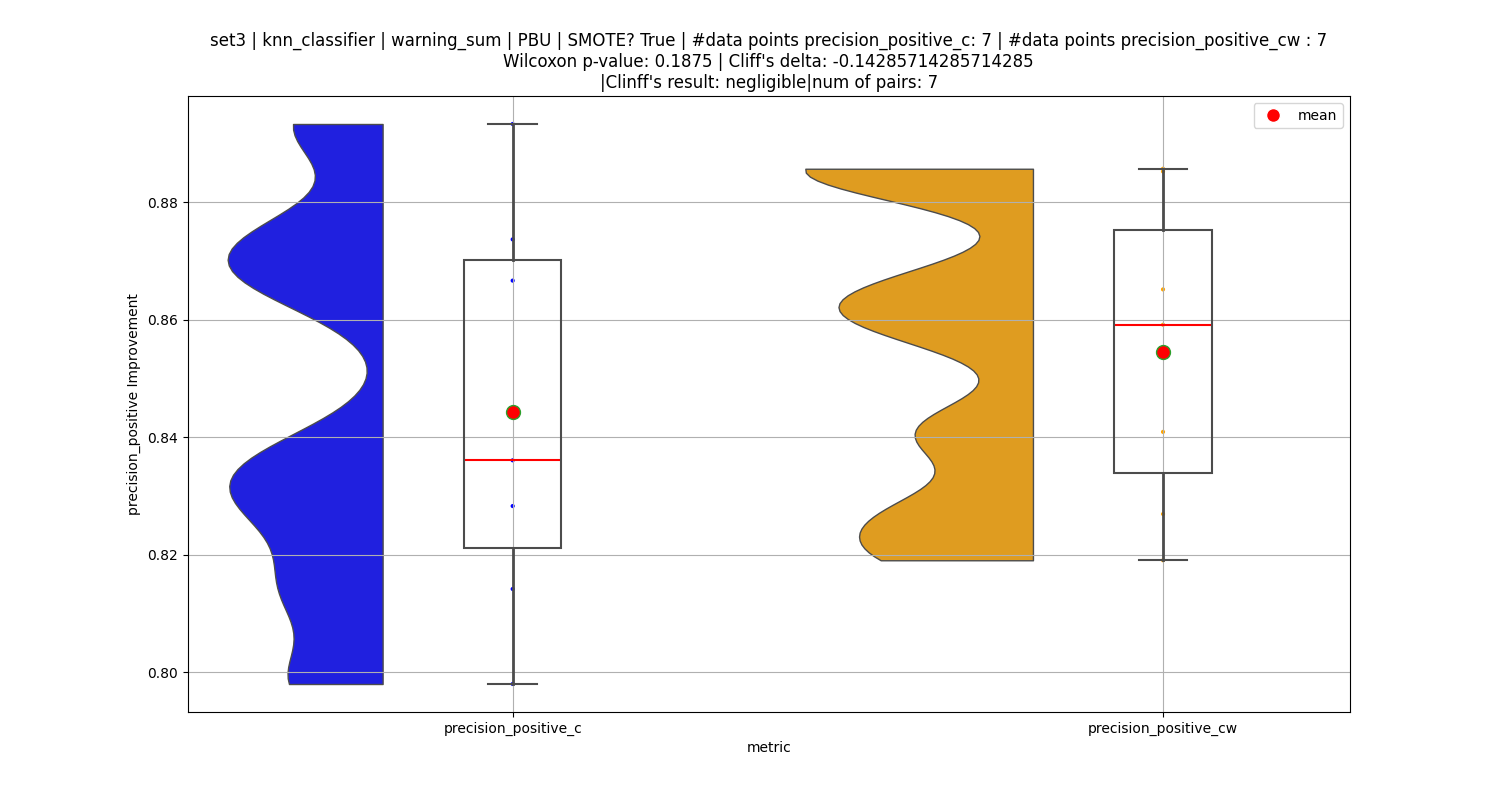 set3 | knn_classifier | warning_sum | PBU | SMOTE? True | #data points precision_positive_c: 7 | #data points precision_positive_cw : 7
Wilcoxon p-value: 0.1875 | Cliff's delta: -0.14285714285714285
|Clinff's result: negligible|num of pairs: 7
mean
precision_positive Improvement
0.88
0.86
0.84
0.82
0.80
precision_positive_c
precision_positive_cw
metric